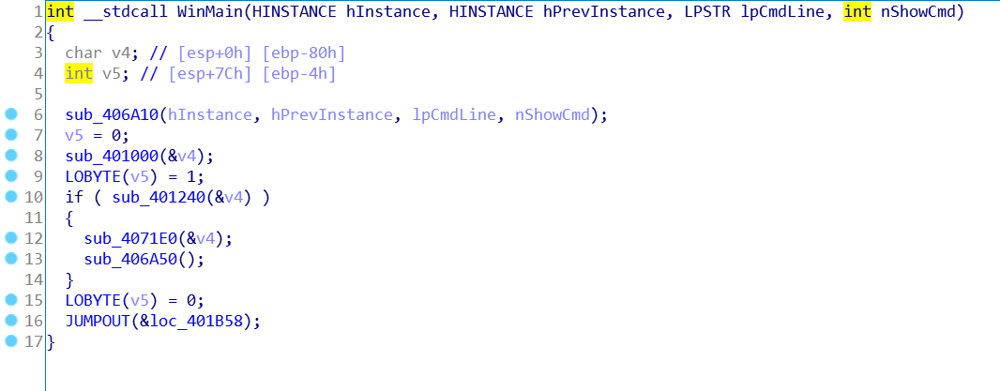 1 int __stdcall WinMain(HINSTANCE hInstance, HINSTANCE hPrevInstance, LPSTR lpCmdLine, int nShowCmd)
2 {
3   char v4; // [esp+0h] [ebp-80h]
4   int v5; // [esp+7Ch] [ebp-4h]
5
6   sub_406A10(hInstance, hPrevInstance, lpCmdLine, nShowCmd);
7   v5 = 0;
8   sub_401000(&v4);
9   LOBYTE(v5) = 1;
10   if ( sub_401240(&v4) )
11   {
12     sub_4071E0(&v4);
13     sub_406A50();
14   }
15   LOBYTE(v5) = 0;
16   JUMPOUT(&loc_401B58);
17 }